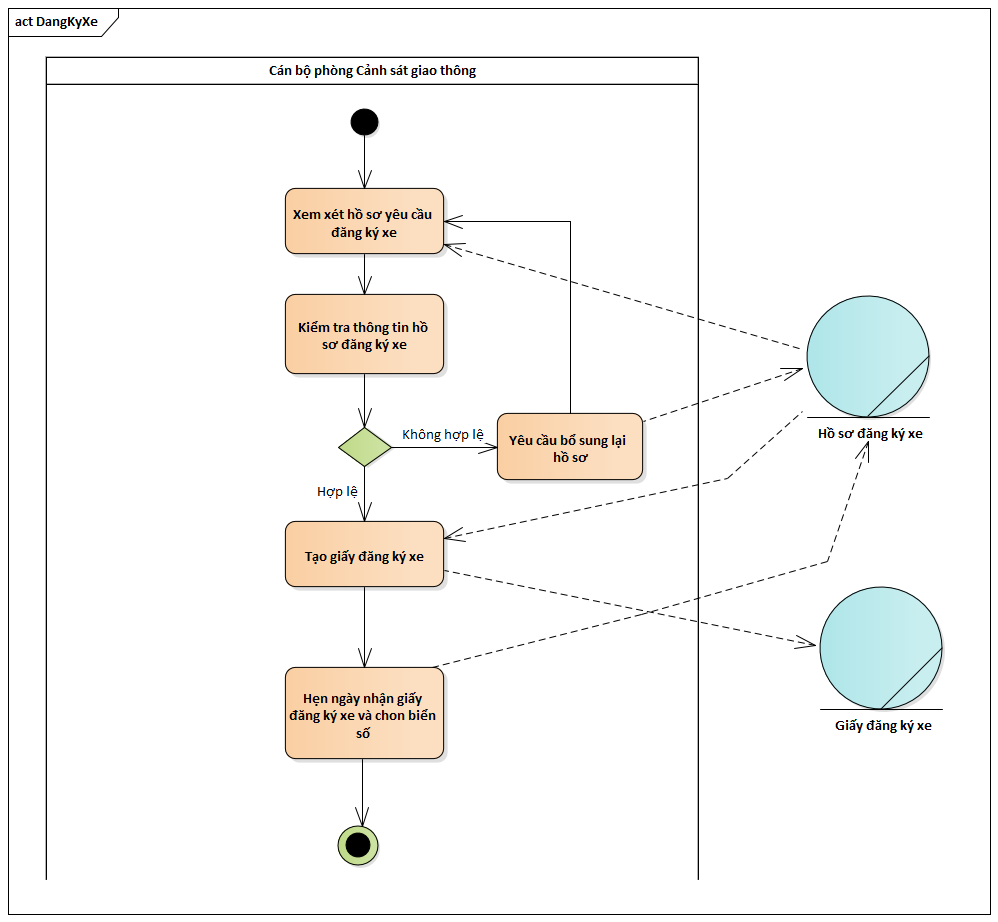 act DangKyXe
Cán bộ phòng Cảnh sát giao thông
Xem xét hồ sơ yêu cầu
đăng ký xe
Kiểm tra thông tin hồ
sơ đăng ký xe
Không hợp lệ
Yêu cầu bổ sung lại
hồ sơ
Hồ sơ đăng ký xe
Hợp lệ
Tạo giấy đăng ký xe
Hẹn ngày nhận giấy
đăng ký xe và chon biển
số
Giấy đăng ký xe